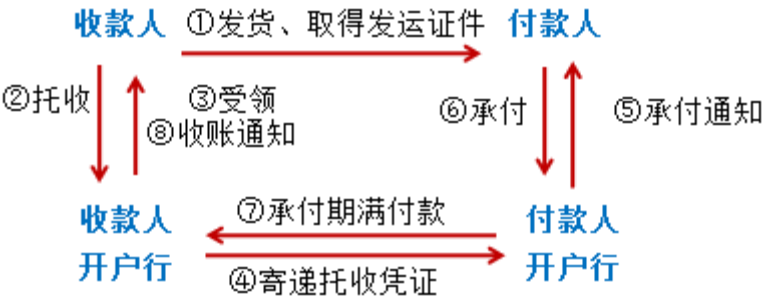 收款人 ①发货、取得发运证件 付款人
②托收 ③受领 ⑥承付 ⑤承付通知
⑧收账通知
收款人 ⑦承付期满付款 付款人
开户行 ④寄递托收凭证 开户行